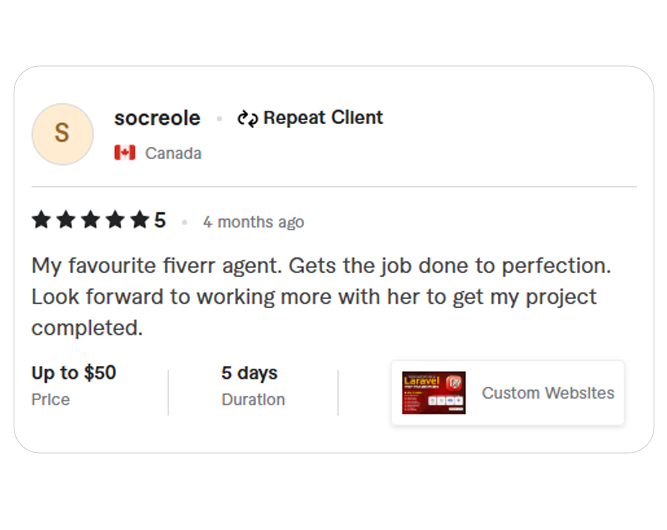 S
socreole
Repeat Client
Canada
5
4 months ago
My favourite fiverr agent. Gets the job done to perfection.
Look forward to working more with her to get my project
completed.
Up to $50
Price
5 days
Duration
Laravel
Custom Websites